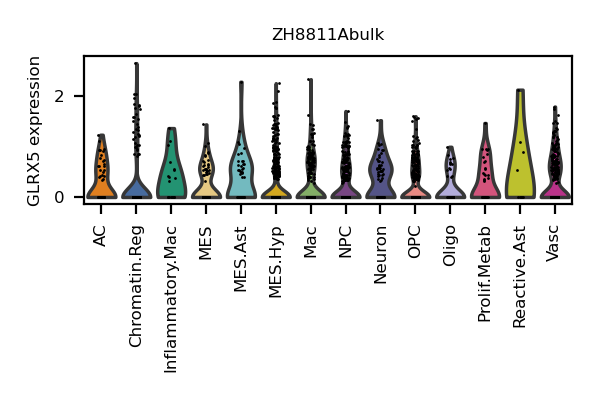 ZH8811Abulk
GLRX5 expression
2
0
AC
Chromatin.Reg
Inflammatory.Mac
MES
MES.Ast
MES.Hyp
Mac
NPC
Neuron
OPC
Oligo
Prolif.Metab
Reactive.Ast
Vasc